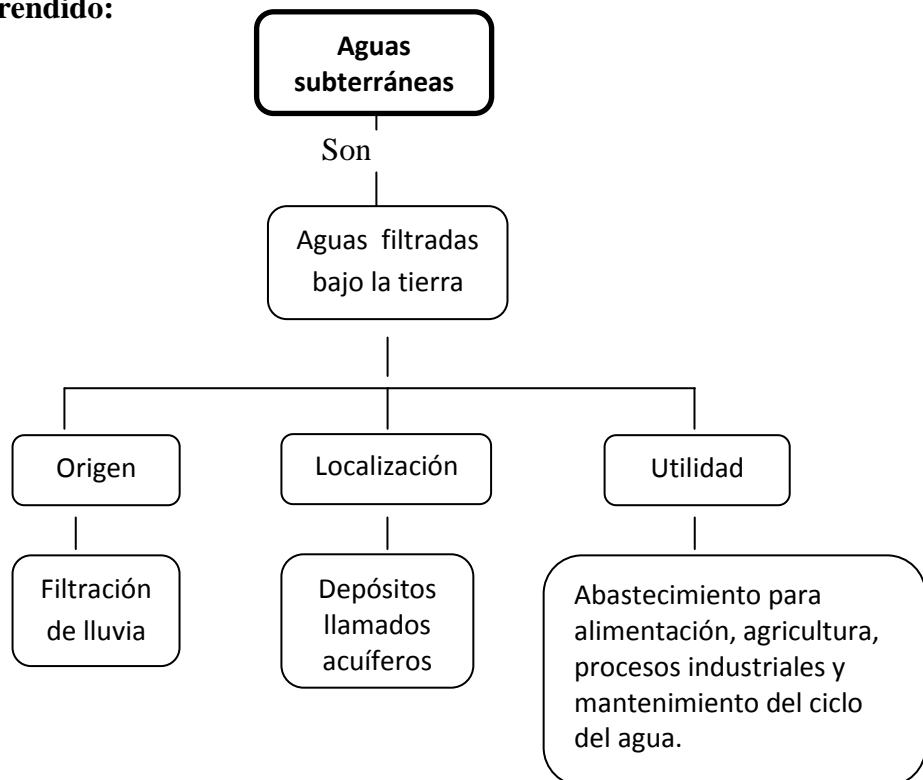 rendido:
Aguas
subterráneas
Son
Aguas filtradas
bajo la tierra
Origen
Localización
Utilidad
Filtración
de lluvia
Depósitos
llamados
acuíferos
Abastecimiento para
alimentación, agricultura,
procesos industriales y
mantenimiento del ciclo
del agua.